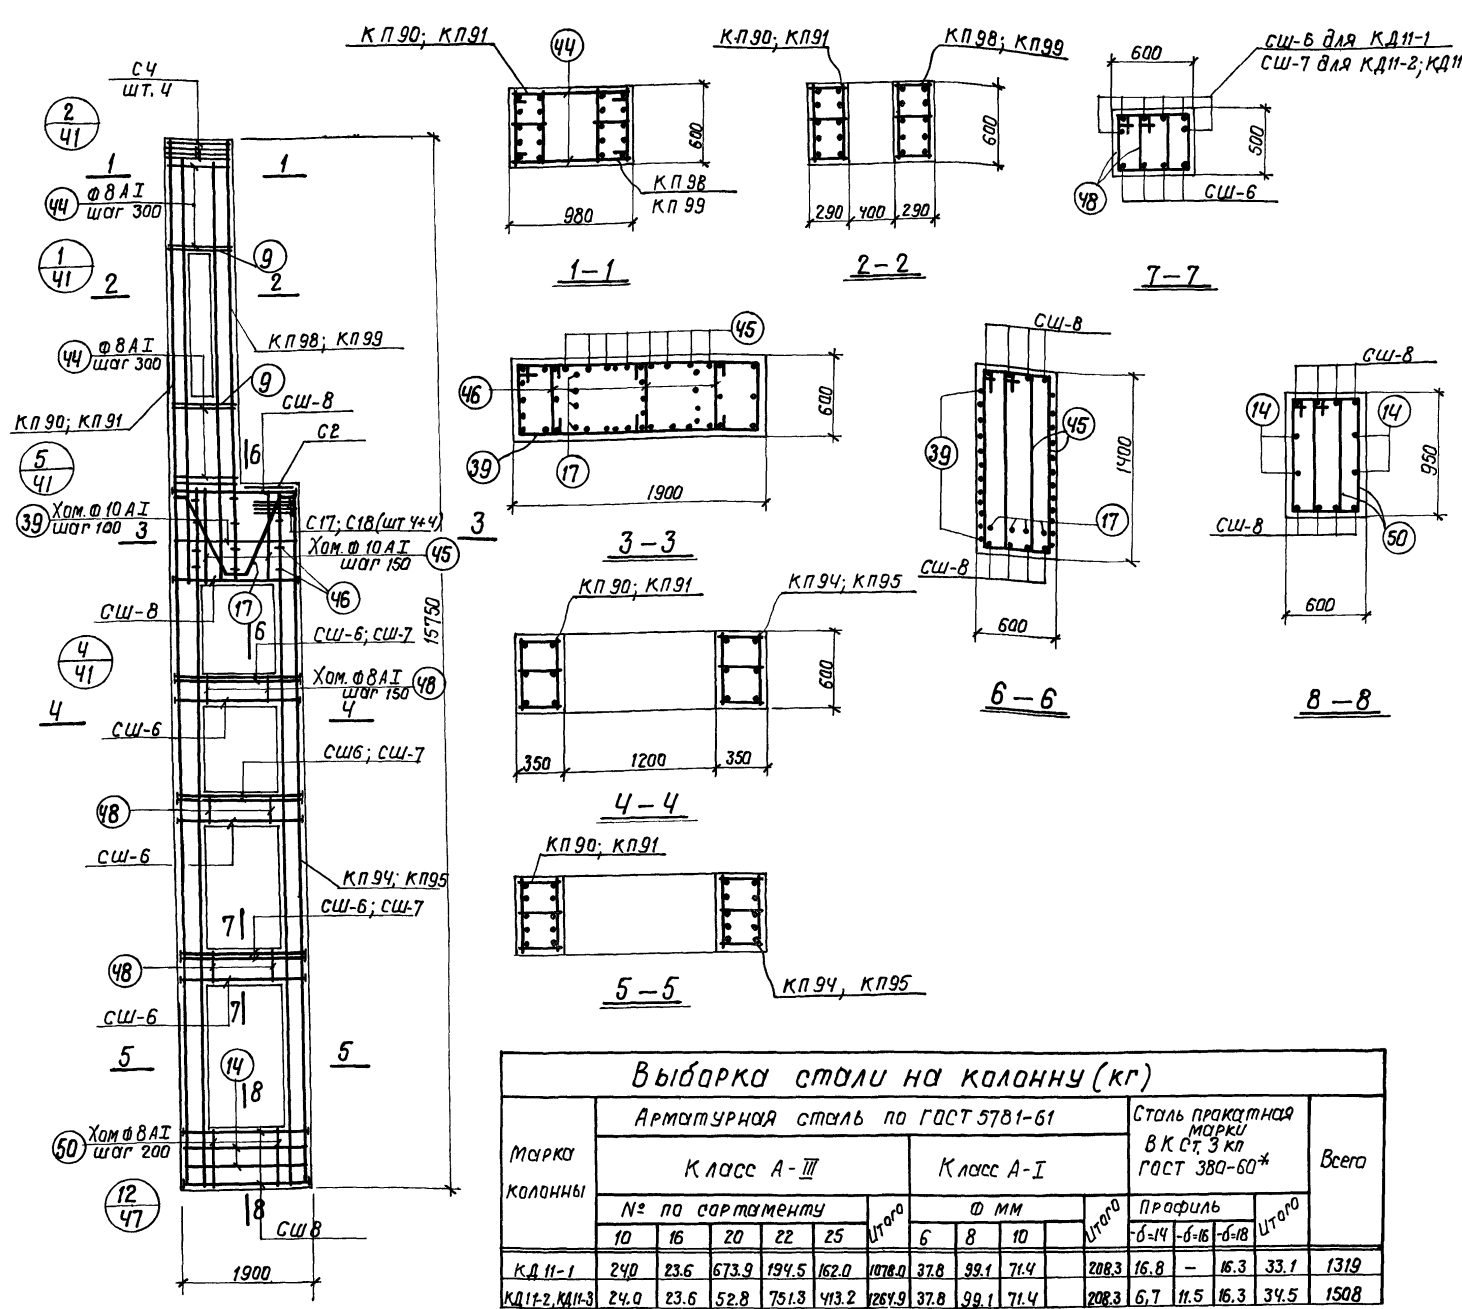 КП90; КП91
44
600
КП98
КП99
980
1-1
КП90; КП91
КП98; КП99
600
290 400 290
2-2
СШ-6 для КД11-1
СШ-7 для КД11-2; КД11
600
500
48
СШ-6
7-7
С4
шт. 4
2
41
1 1
44 Ф8АI
шаг 300
1
41
9
2 2
КП98; КП99
44 Ф8АI
шаг 300
9
КП90; КП91
СШ-8
С2
6
5
41
39 Хом. Ф10АI
шаг 100
3 3
С17; С18 (шт 4+4)
Хом. Ф10АI
шаг 150
45
46
17
СШ-8
6
15750
СШ-6; СШ-7
4
41
Хом. Ф8АI
шаг 150
48
4 4
СШ-6
СШ6; СШ-7
48
СШ-6
КП94; КП95
СШ-6; СШ-7
7
48
СШ-6
7
5 5
14
8
50 Хом Ф8АI
шаг 200
12
47
8
СШ8
1900
45
46
39
17
600
1900
3-3
КП90; КП91
КП94; КП95
600
350 1200 350
4-4
КП90; КП91
КП94, КП95
5-5
СШ-8
39
45
17
СШ-8
1400
600
6-6
СШ-8
14 14
950
СШ-8
50
600
8-8
Выборка стали на колонну (кг)
Марка
колонны
Арматурная сталь по ГОСТ 5781-61
Сталь прокатная
марки
ВК Ст. 3 кп
ГОСТ 380-60*
Всего
Класс А-III
Класс А-I
№ по сортаменту
Итого
Ф мм
Итого
Профиль
Итого
10 16 20 22 25 6 8 10 -δ=14 -δ=16 -δ=18
КД 11-1 24,0 23.6 673.9 194.5 162.0 1078.0 37.8 99.1 71.4 208,3 16.8 – 16.3 33.1 1319
КД11-2, КД11-3 24.0 23.6 52.8 751.3 413.2 1264.9 37.8 99.1 71.4 208.3 6,7 11.5 16.3 34.5 1508